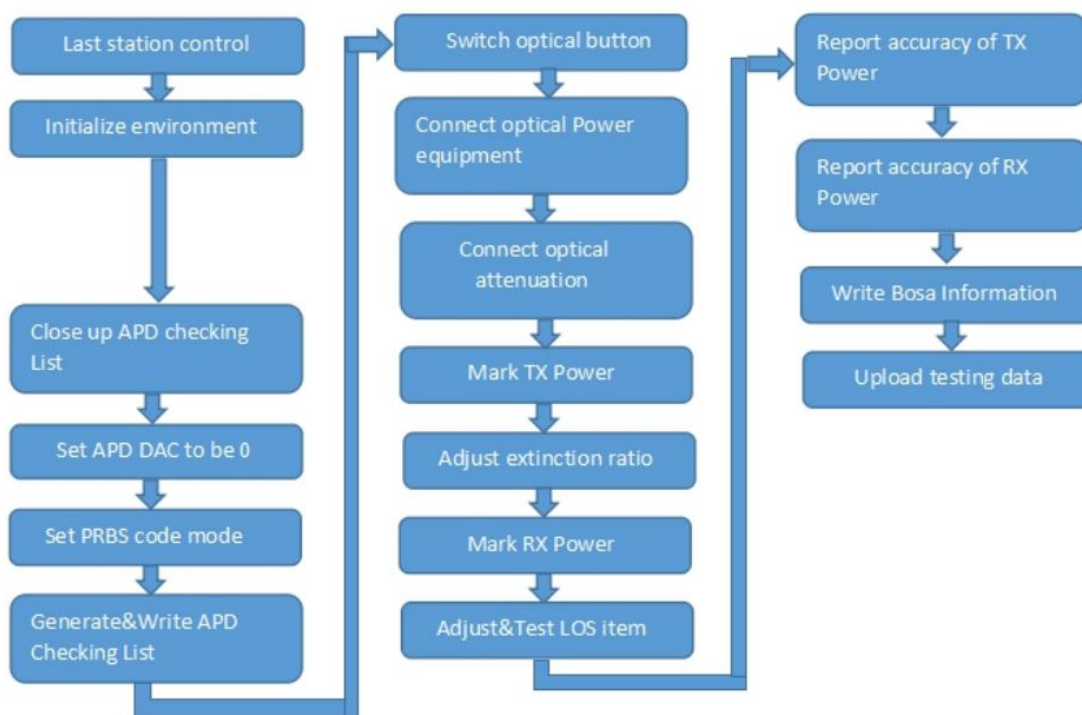 Last station control
Initialize environment
Close up APD checking
List
Set APD DAC to be 0
Set PRBS code mode
Generate&Write APD
Checking List
Switch optical button
Connect optical Power
equipment
Connect optical
attenuation
Mark TX Power
Adjust extinction ratio
Mark RX Power
Adjust&Test LOS item
Report accuracy of TX
Power
Report accuracy of RX
Power
Write Bosa Information
Upload testing data